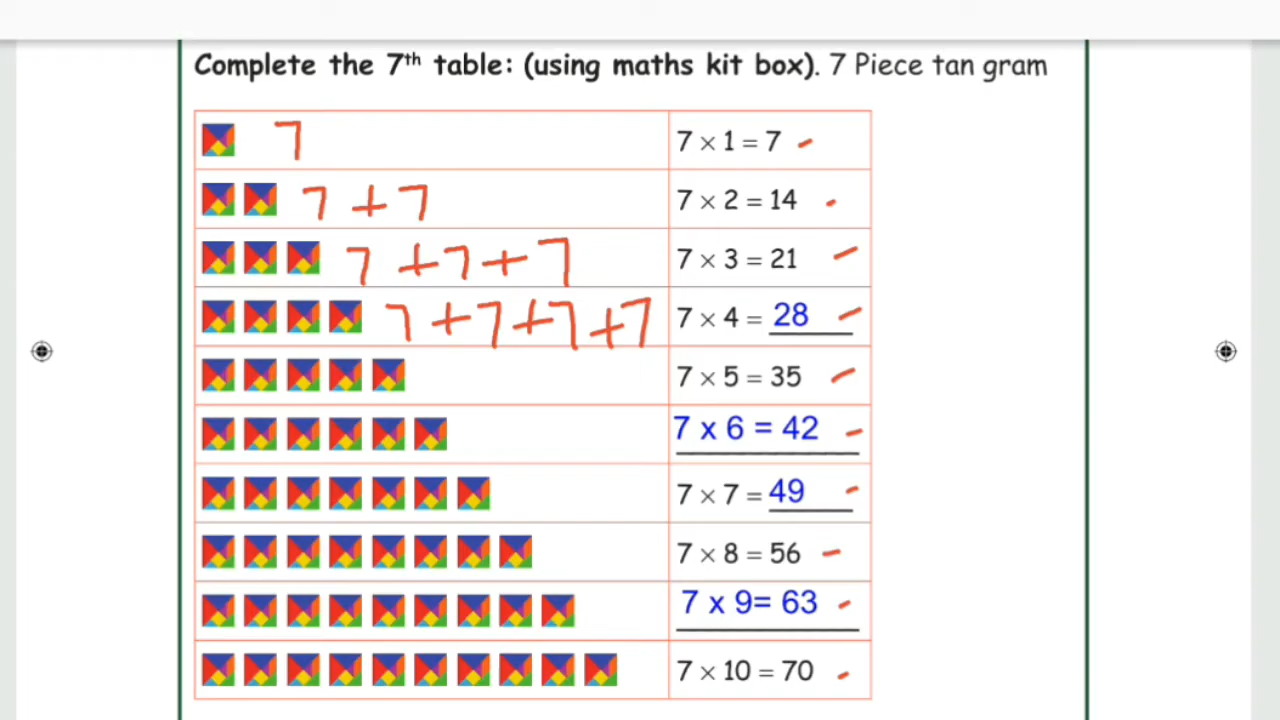 Complete the 7th table: (using maths kit box). 7 Piece tan gram
7 7 × 1 = 7
7 + 7 7 × 2 = 14
7 + 7 + 7 7 × 3 = 21
7 + 7 + 7 + 7 7 × 4 = 28
7 × 5 = 35
7 x 6 = 42
7 × 7 = 49
7 × 8 = 56
7 x 9= 63
7 × 10 = 70